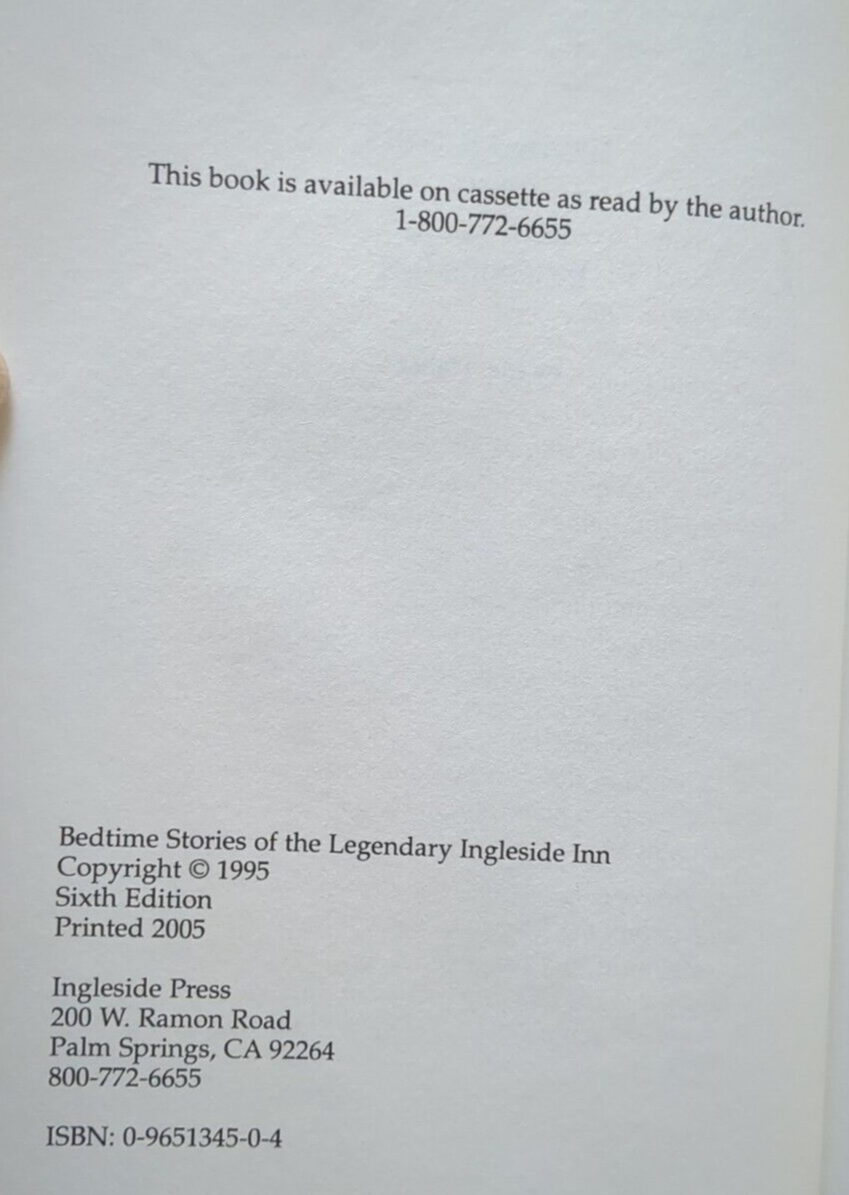 This book is available on cassette as read by the author.
1-800-772-6655
Bedtime Stories of the Legendary Ingleside Inn
Copyright © 1995
Sixth Edition
Printed 2005
Ingleside Press
200 W. Ramon Road
Palm Springs, CA 92264
800-772-6655
ISBN: 0-9651345-0-4